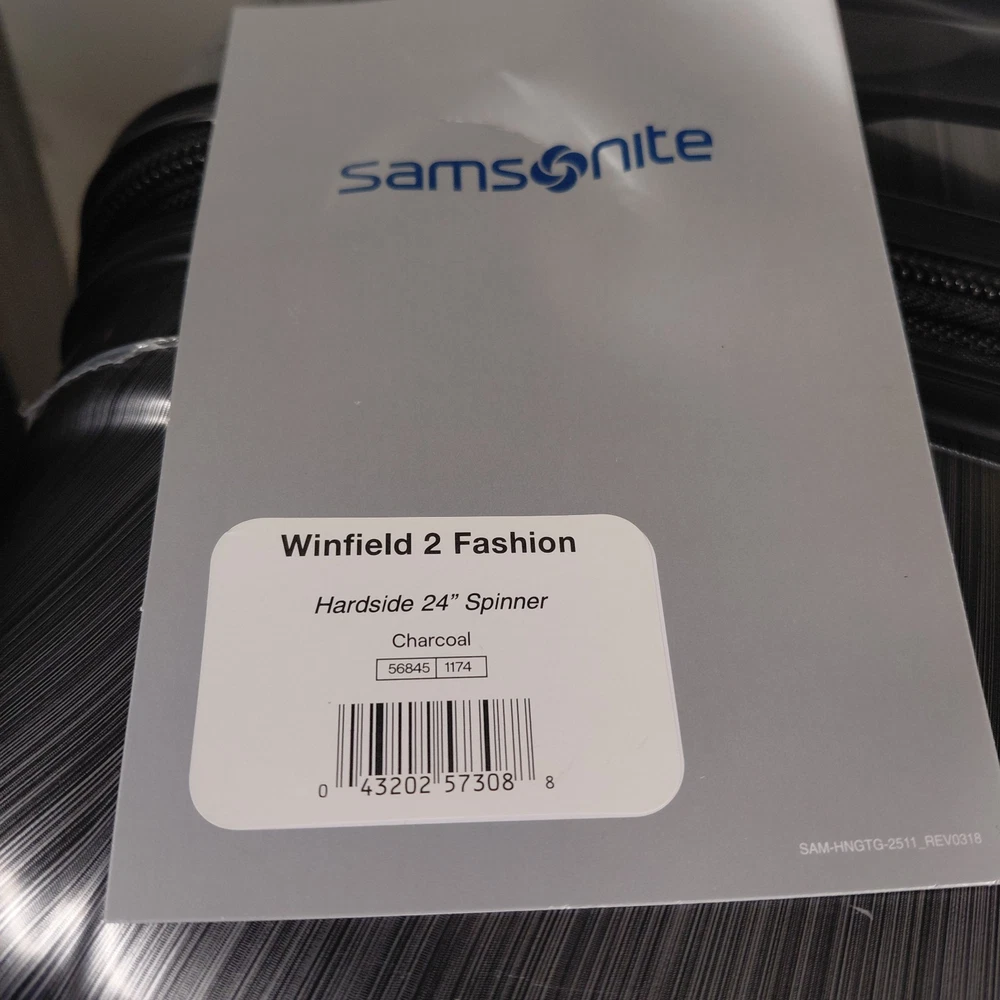 samsonite
Winfield 2 Fashion
Hardside 24” Spinner
Charcoal
56845 1174
0 43202 57308 8
SAM-HNGTG-2511_REV0318